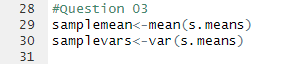 28 #Question 03
29 samplemean<-mean(s.means)
30 samplevars<-var(s.means)
31